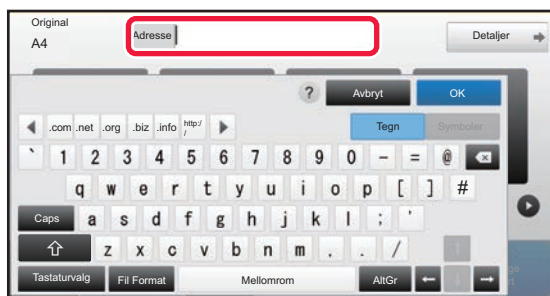 Original
A4
Adresse
Detaljer
? Avbryt OK
.com .net .org .biz .info http://
Tegn Symboler
` 1 2 3 4 5 6 7 8 9 0 - = @
q w e r t y u i o p [ ] #
Caps a s d f g h j k l ; '
z x c v b n m , . /
Tastaturvalg Fil Format Mellomrom AltGr